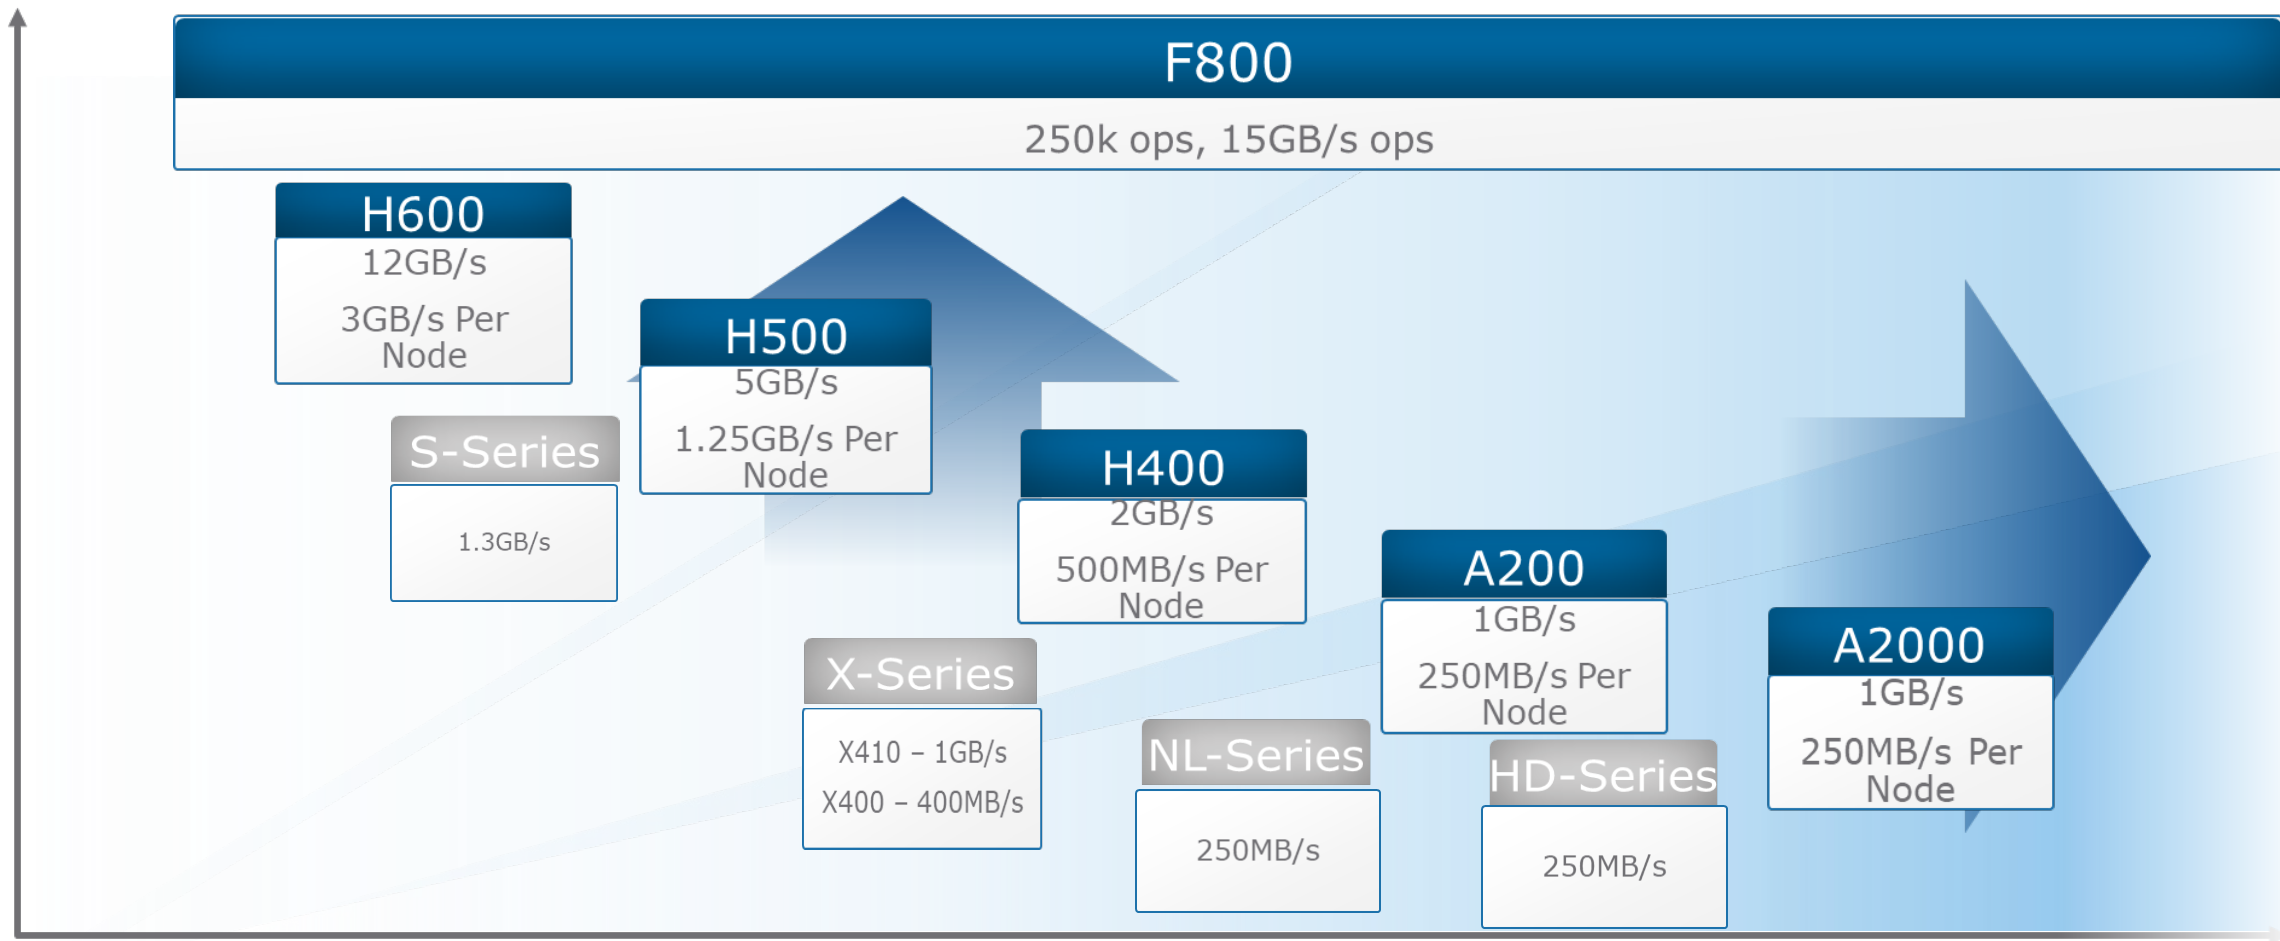 F800
250k ops, 15GB/s ops
H600
12GB/s
3GB/s Per
Node
H500
5GB/s
1.25GB/s Per
Node
S-Series
1.3GB/s
H400
2GB/s
500MB/s Per
Node
A200
1GB/s
250MB/s Per
Node
A2000
1GB/s
250MB/s Per
Node
X-Series
X410 – 1GB/s
X400 – 400MB/s
NL-Series
250MB/s
HD-Series
250MB/s